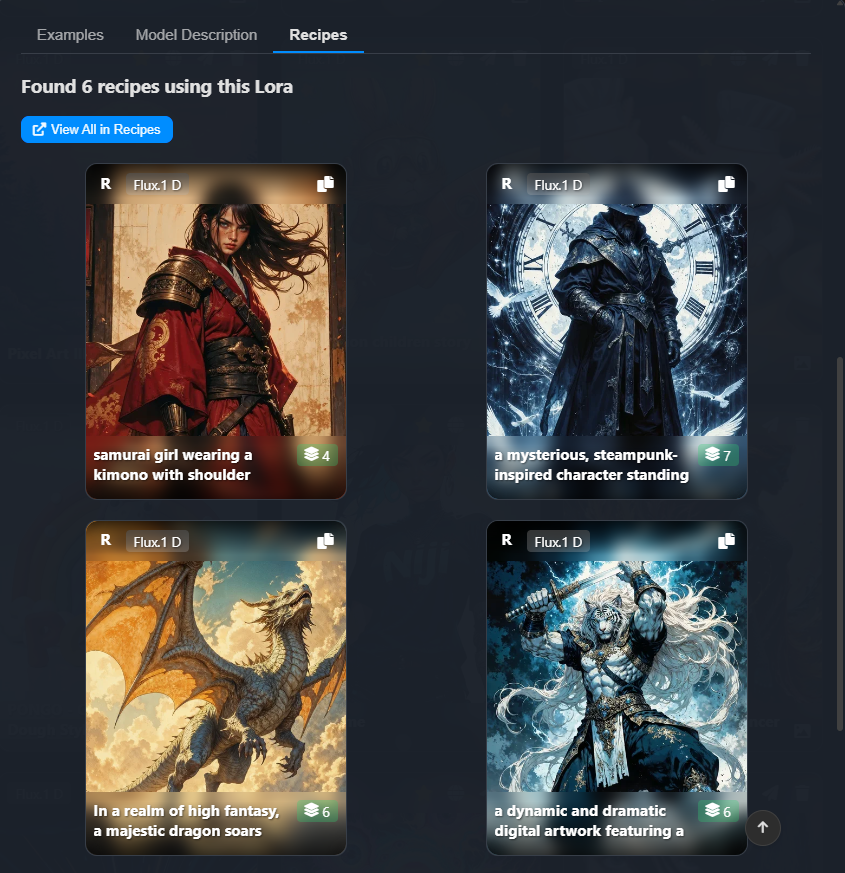 Examples Model Description Recipes
Found 6 recipes using this Lora
View All in Recipes
R Flux.1 D
R Flux.1 D
samurai girl wearing a
kimono with shoulder
4
a mysterious, steampunk-
inspired character standing
7
R Flux.1 D
R Flux.1 D
In a realm of high fantasy,
a majestic dragon soars
6
a dynamic and dramatic
digital artwork featuring a
6